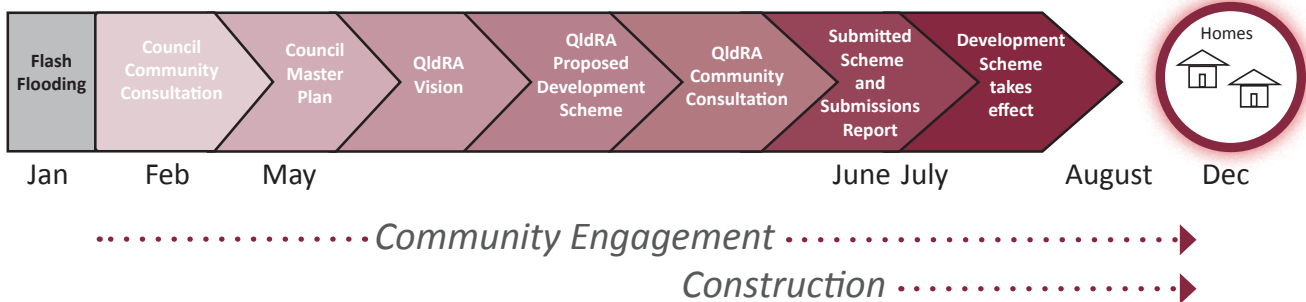 Flash
Flooding
Council
Community
Consultation
Council
Master
Plan
QldRA
Vision
QldRA
Proposed
Development
Scheme
QldRA
Community
Consultation
Submitted
Scheme
and
Submissions
Report
Development
Scheme
takes
effect
Homes
Jan Feb May June July August Dec
Community Engagement
Construction